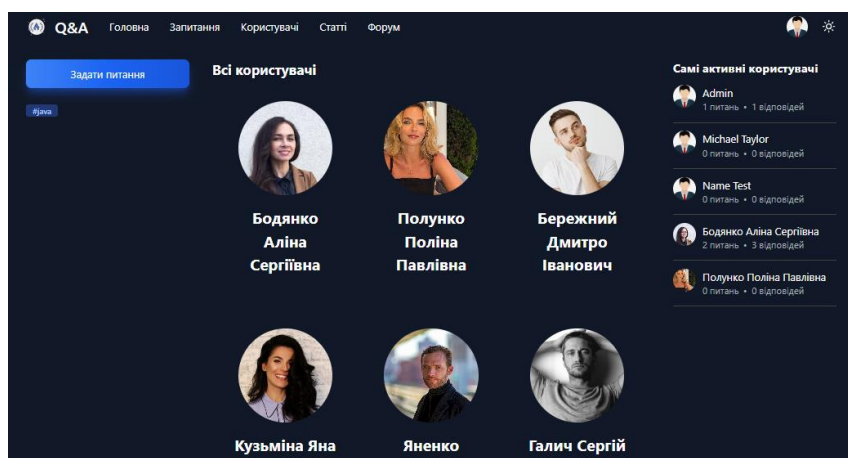 Q&A Головна Запитання Користувачі Статті Форум
Задати питання
#java
Всі користувачі
Бодянко
Аліна
Сергіївна
Полунко
Поліна
Павлівна
Бережний
Дмитро
Іванович
Кузьміна Яна
Яненко
Галич Сергій
Самі активні користувачі
Admin
1 питань • 1 відповідей
Michael Taylor
0 питань • 0 відповідей
Name Test
0 питань • 0 відповідей
Бодянко Аліна Сергіївна
2 питань • 3 відповідей
Полунко Поліна Павлівна
0 питань • 0 відповідей